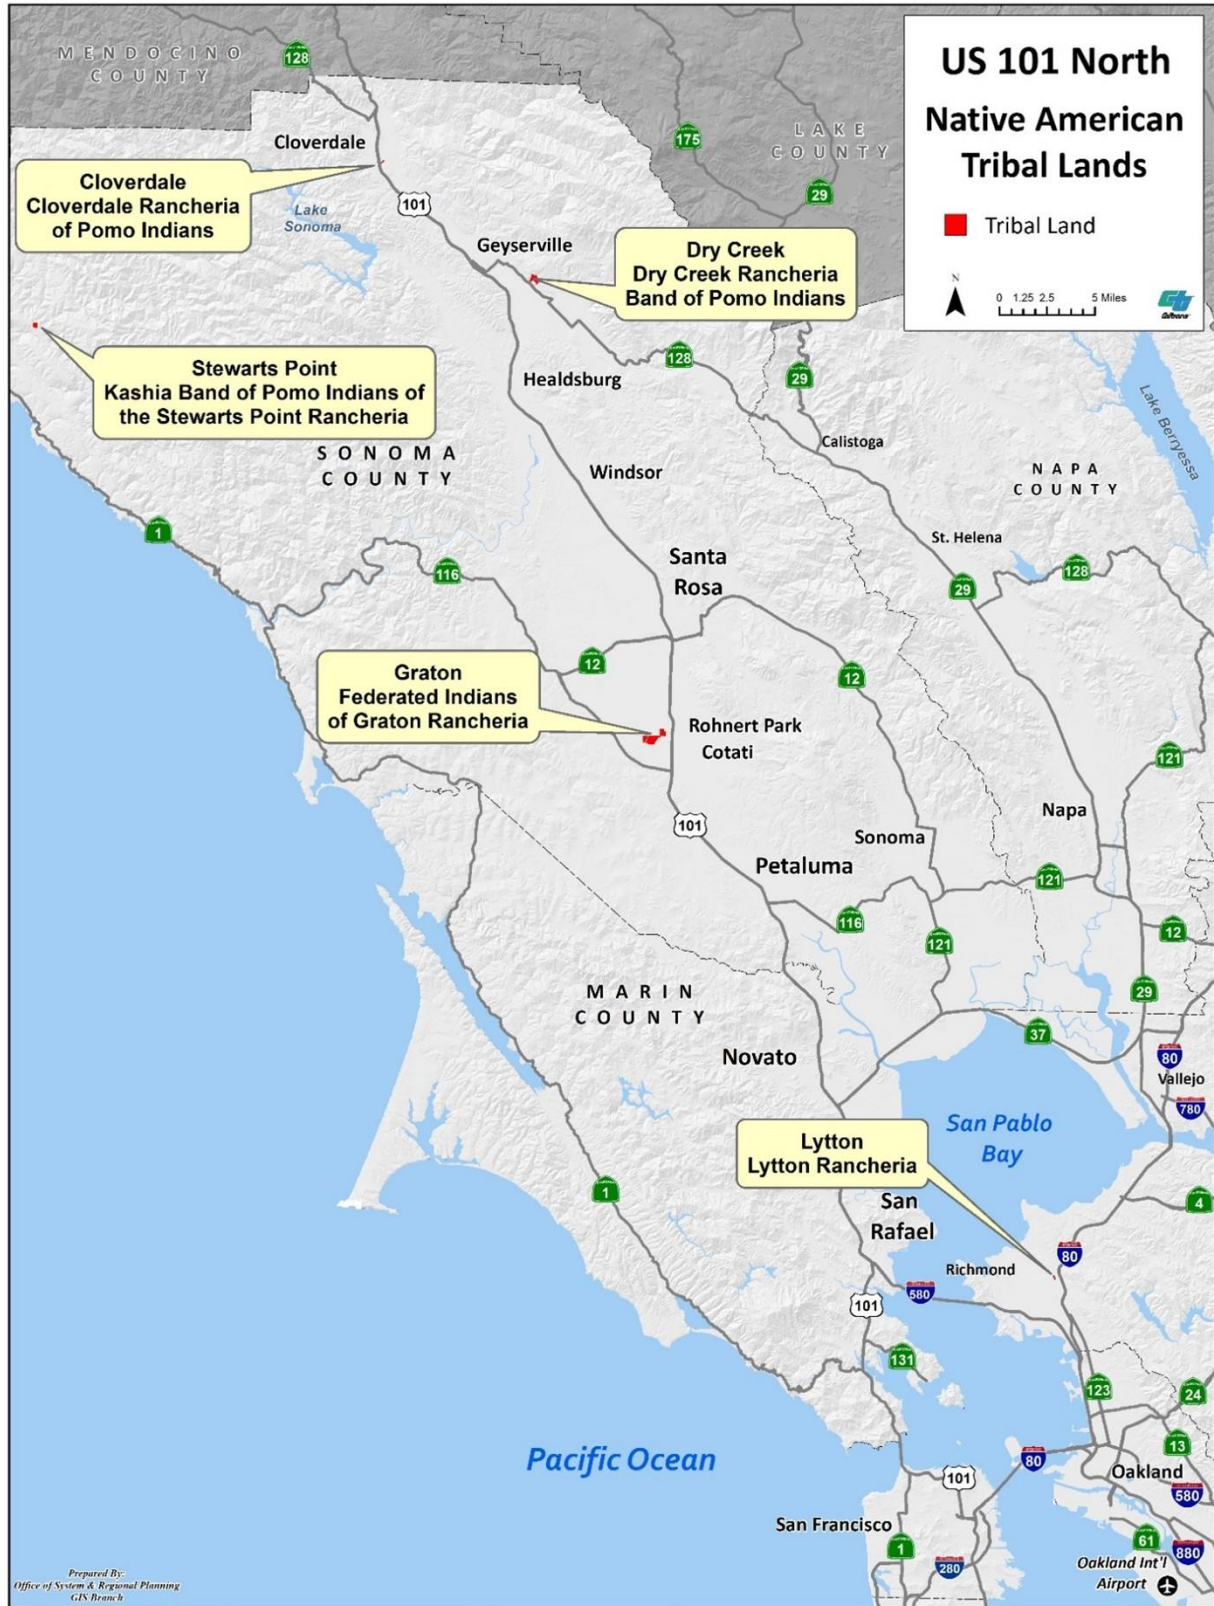 MENDOCINO
COUNTY
128
US 101 North
Native American
Tribal Lands
Tribal Land
N
0 1.25 2.5 5 Miles
Caltrans
LAKE
COUNTY
175
29
Cloverdale
Cloverdale
Cloverdale Rancheria
of Pomo Indians
101
Lake
Sonoma
Geyserville
Dry Creek
Dry Creek Rancheria
Band of Pomo Indians
Stewarts Point
Kashia Band of Pomo Indians of
the Stewarts Point Rancheria
128
29
Healdsburg
Lake Berryessa
Calistoga
SONOMA
COUNTY
Windsor
NAPA
COUNTY
1
116
St. Helena
128
29
Santa
Rosa
12
12
Graton
Federated Indians
of Graton Rancheria
Rohnert Park
Cotati
121
101
Napa
Sonoma
Petaluma
121
116
121
12
MARIN
COUNTY
29
37
Novato
80
Vallejo
780
San Pablo
Bay
Lytton
Lytton Rancheria
1
4
San
Rafael
80
Richmond
580
101
131
123
24
13
Pacific Ocean
80
101
Oakland
580
San Francisco
1
61
880
280
Oakland Int'l
Airport
Prepared By:
Office of System & Regional Planning
GIS Branch